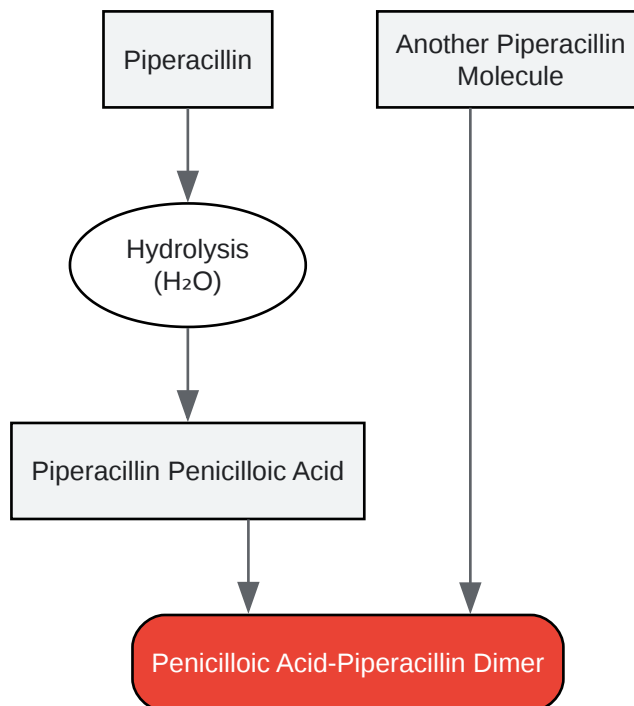 Piperacillin
Another Piperacillin
Molecule
Hydrolysis
(H₂O)
Piperacillin Penicilloic Acid
Penicilloic Acid-Piperacillin Dimer